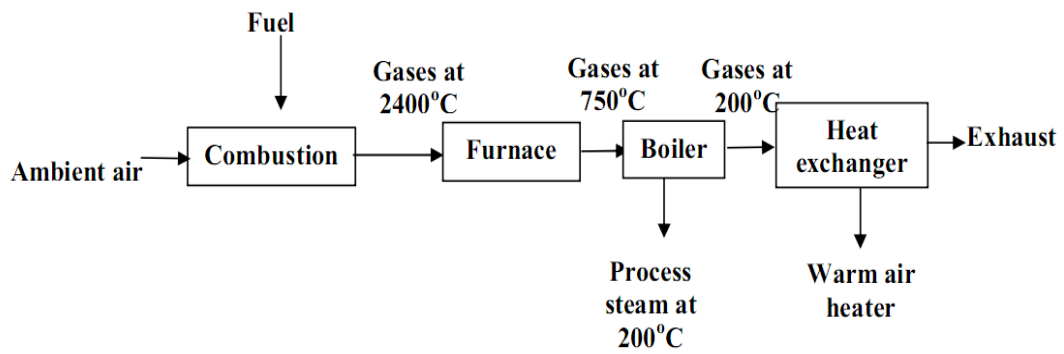 Fuel
Gases at
2400°C
Gases at
750°C
Gases at
200°C
Ambient air
Combustion
Furnace
Boiler
Heat
exchanger
Exhaust
Process
steam at
200°C
Warm air
heater